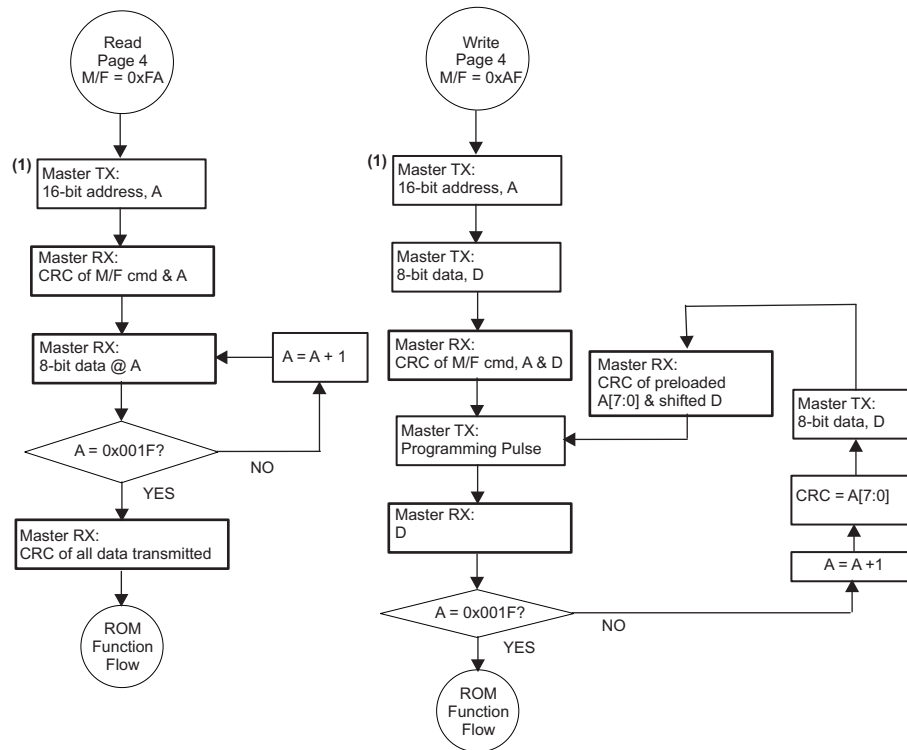 Read
Page 4
M/F = 0xFA
(1)
Master TX:
16-bit address, A
Master RX:
CRC of M/F cmd & A
Master RX:
8-bit data @ A
A = A + 1
A = 0x001F?
NO
YES
Master RX:
CRC of all data transmitted
ROM
Function
Flow
Write
Page 4
M/F = 0xAF
(1)
Master TX:
16-bit address, A
Master TX:
8-bit data, D
Master RX:
CRC of M/F cmd, A & D
Master TX:
Programming Pulse
Master RX:
D
A = 0x001F?
NO
YES
ROM
Function
Flow
Master RX:
CRC of preloaded
A[7:0] & shifted D
Master TX:
8-bit data, D
CRC = A[7:0]
A = A +1